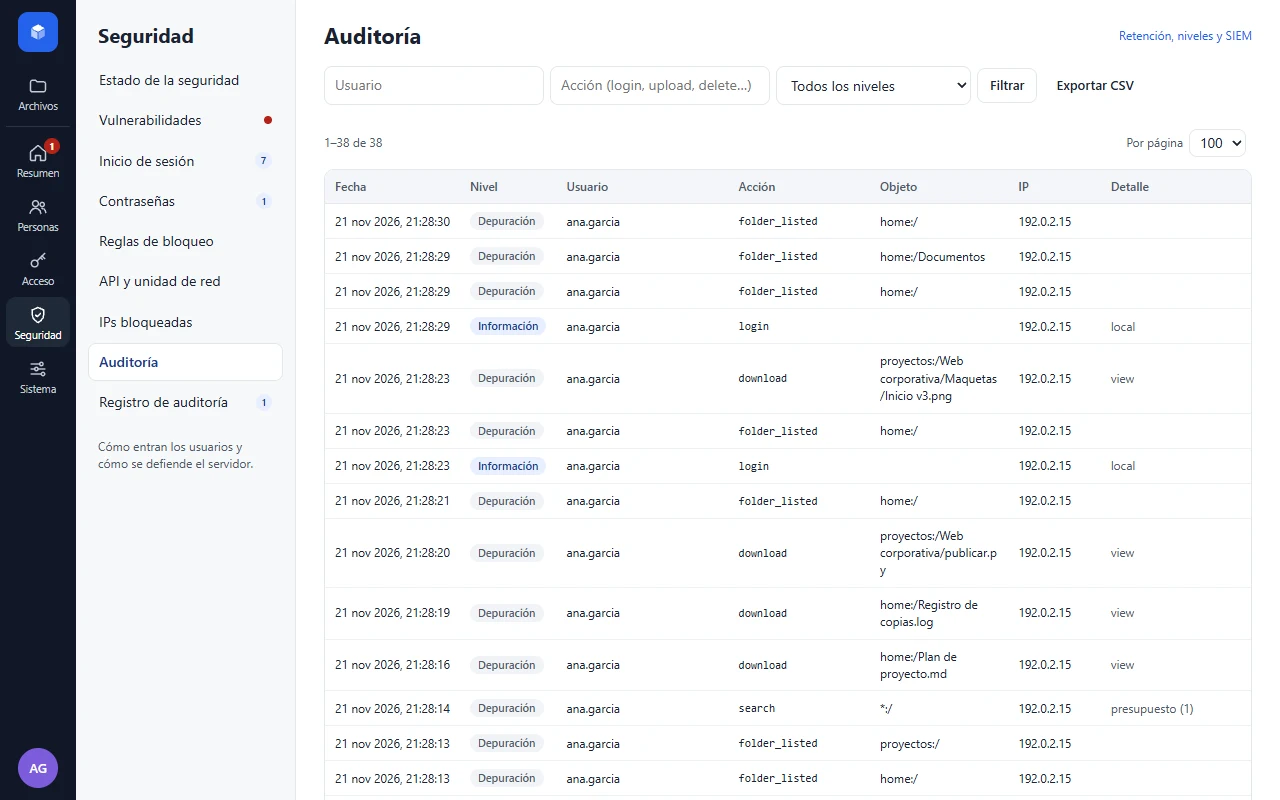 Archivos
1
Resumen
Personas
Acceso
Seguridad
Sistema
AG
Seguridad
Estado de la seguridad
Vulnerabilidades
Inicio de sesión 7
Contraseñas 1
Reglas de bloqueo
API y unidad de red
IPs bloqueadas
Auditoría
Registro de auditoría 1
Cómo entran los usuarios y
cómo se defiende el servidor.
Auditoría
Retención, niveles y SIEM
Usuario Acción (login, upload, delete...) Todos los niveles Filtrar Exportar CSV
1–38 de 38 Por página 100
Fecha Nivel Usuario Acción Objeto IP Detalle
21 nov 2026, 21:28:30 Depuración ana.garcia folder_listed home:/ 192.0.2.15
21 nov 2026, 21:28:29 Depuración ana.garcia folder_listed home:/Documentos 192.0.2.15
21 nov 2026, 21:28:29 Depuración ana.garcia folder_listed home:/ 192.0.2.15
21 nov 2026, 21:28:29 Información ana.garcia login 192.0.2.15 local
21 nov 2026, 21:28:23 Depuración ana.garcia download proyectos:/Web
corporativa/Maquetas
/Inicio v3.png 192.0.2.15 view
21 nov 2026, 21:28:23 Depuración ana.garcia folder_listed home:/ 192.0.2.15
21 nov 2026, 21:28:23 Información ana.garcia login 192.0.2.15 local
21 nov 2026, 21:28:21 Depuración ana.garcia folder_listed home:/ 192.0.2.15
21 nov 2026, 21:28:20 Depuración ana.garcia download proyectos:/Web
corporativa/publicar.p
y 192.0.2.15 view
21 nov 2026, 21:28:19 Depuración ana.garcia download home:/Registro de
copias.log 192.0.2.15 view
21 nov 2026, 21:28:16 Depuración ana.garcia download home:/Plan de
proyecto.md 192.0.2.15 view
21 nov 2026, 21:28:14 Depuración ana.garcia search *:/ 192.0.2.15 presupuesto (1)
21 nov 2026, 21:28:13 Depuración ana.garcia folder_listed proyectos:/ 192.0.2.15
21 nov 2026, 21:28:13 Depuración ana.garcia folder_listed home:/ 192.0.2.15